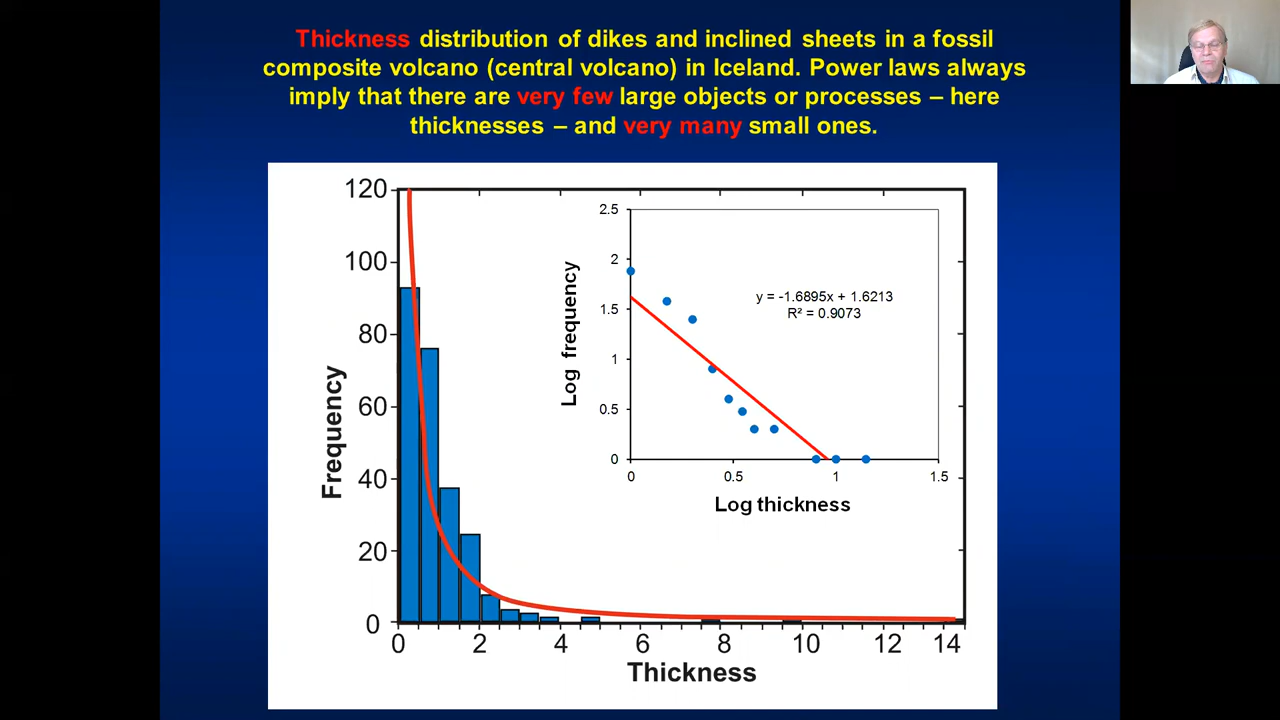 Thickness distribution of dikes and inclined sheets in a fossil
composite volcano (central volcano) in Iceland. Power laws always
imply that there are very few large objects or processes – here
thicknesses – and very many small ones.
120
100
80
60
40
20
0
Frequency
0 2 4 6 8 10 12 14
Thickness
2.5
2
1.5
1
0.5
0
Log frequency
y = -1.6895x + 1.6213
R² = 0.9073
0 0.5 1 1.5
Log thickness